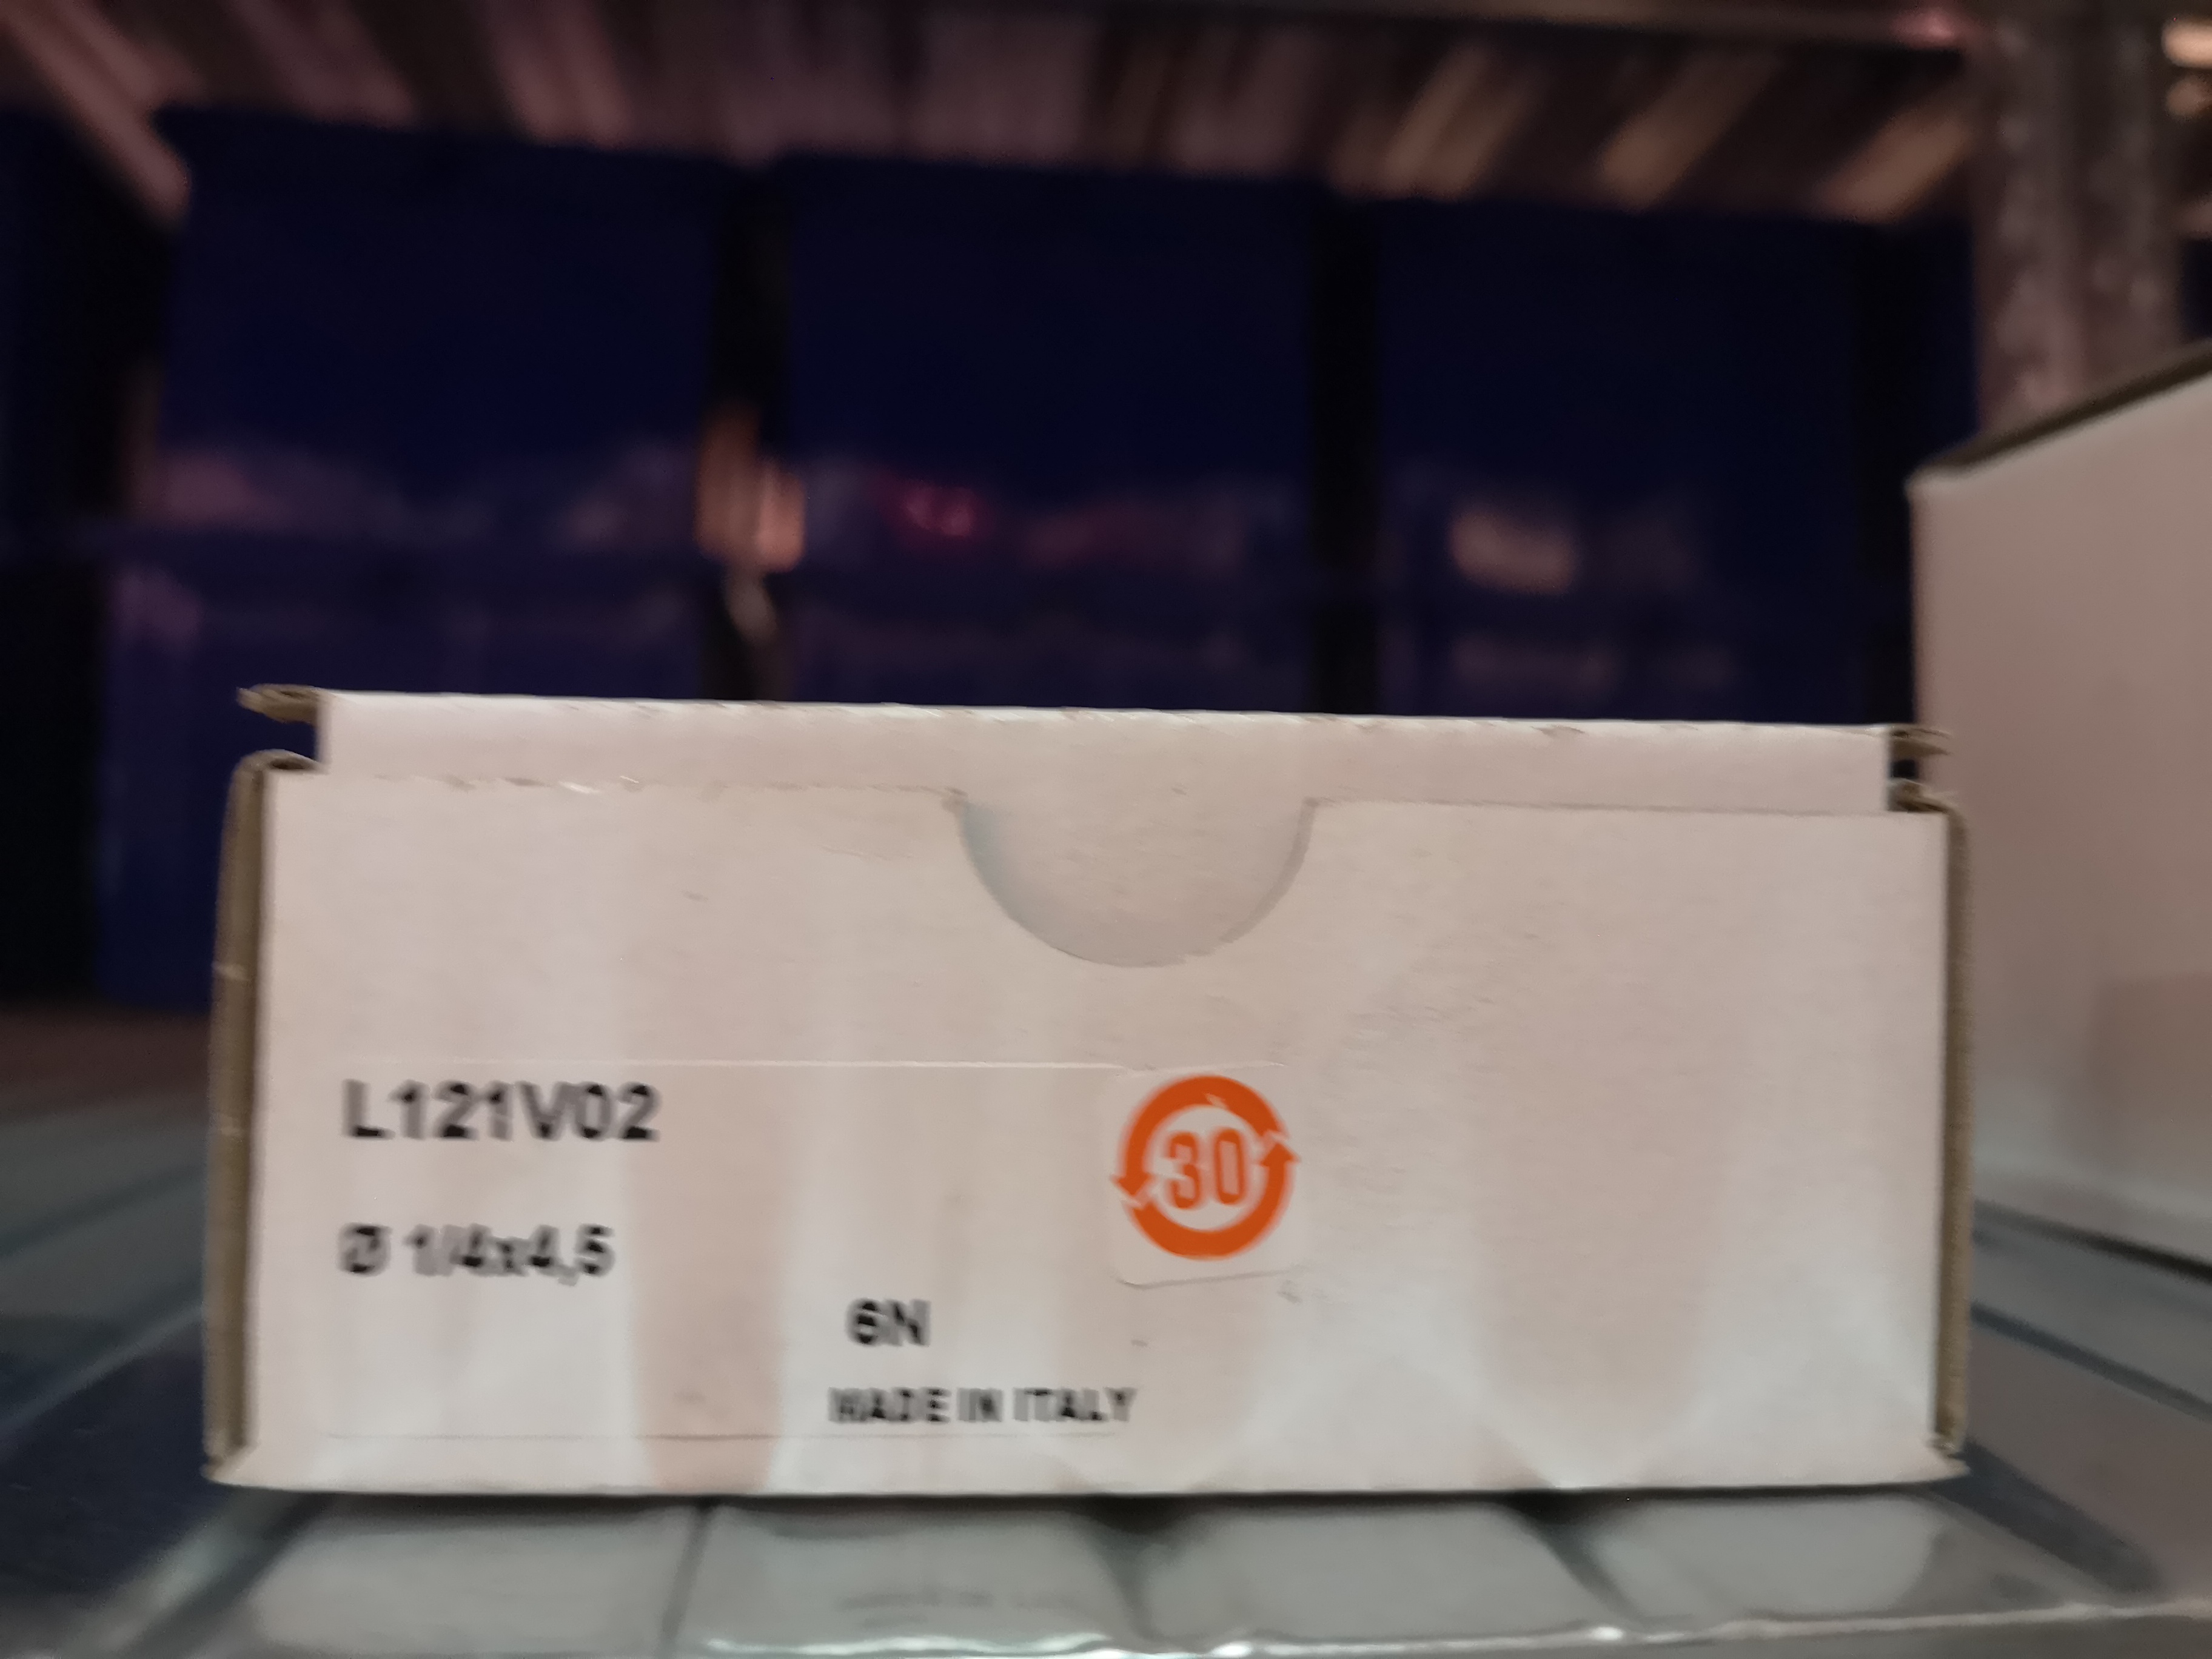 L121V02
30
Ø 1/4x4,5
6N
MADE IN ITALY